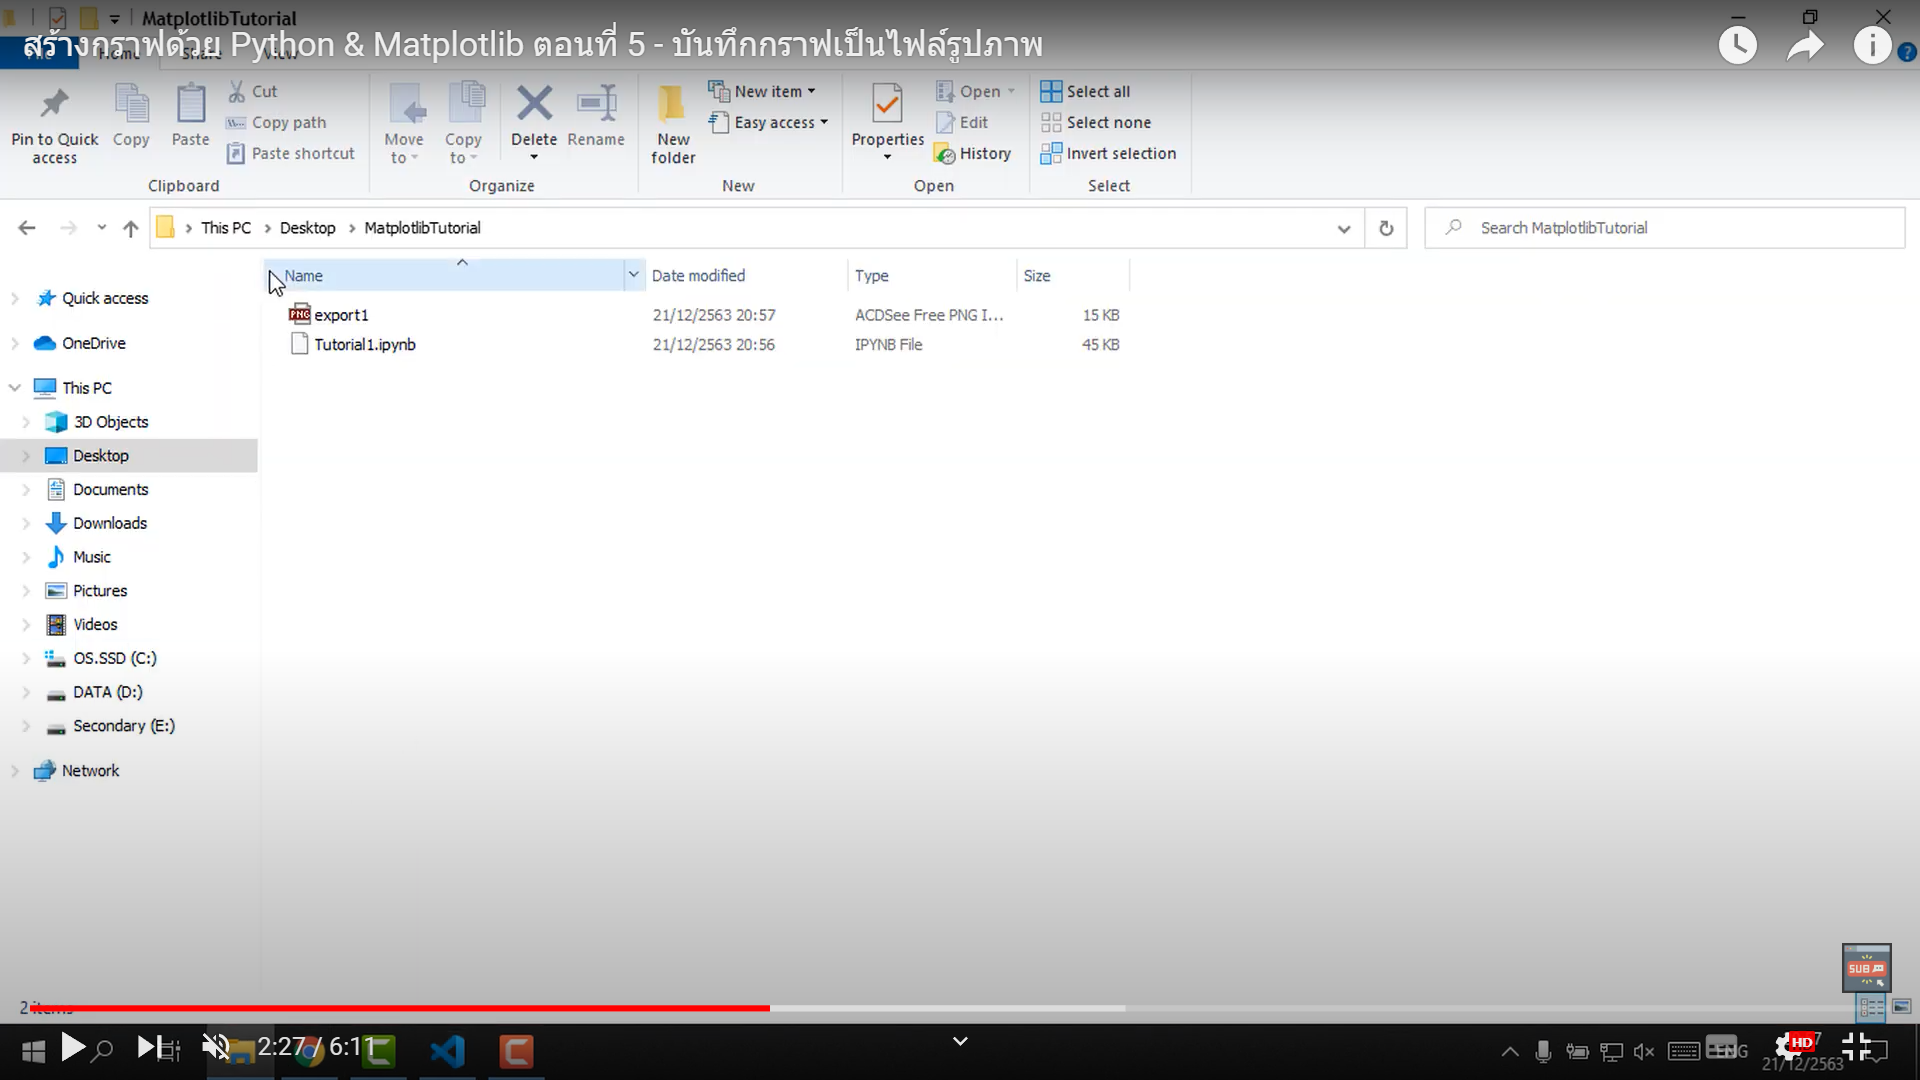 MatplotlibTutorial
สร้างกราฟด้วย Python & Matplotlib ตอนที่ 5 - บันทึกกราฟเป็นไฟล์รูปภาพ
File Home Share View
Pin to Quick access
Copy
Paste
Cut
Copy path
Paste shortcut
Clipboard
Move to
Copy to
Delete
Rename
Organize
New folder
New item
Easy access
New
Properties
Open
Edit
History
Open
Select all
Select none
Invert selection
Select
This PC > Desktop > MatplotlibTutorial
Search MatplotlibTutorial
Name Date modified Type Size
PNG export1 21/12/2563 20:57 ACDSee Free PNG I... 15 KB
Tutorial1.ipynb 21/12/2563 20:56 IPYNB File 45 KB
Quick access
OneDrive
This PC
3D Objects
Desktop
Documents
Downloads
Music
Pictures
Videos
OS.SSD (C:)
DATA (D:)
Secondary (E:)
Network
SUB
2 items
2:27 / 6:11
ENG
HD
21/12/2563